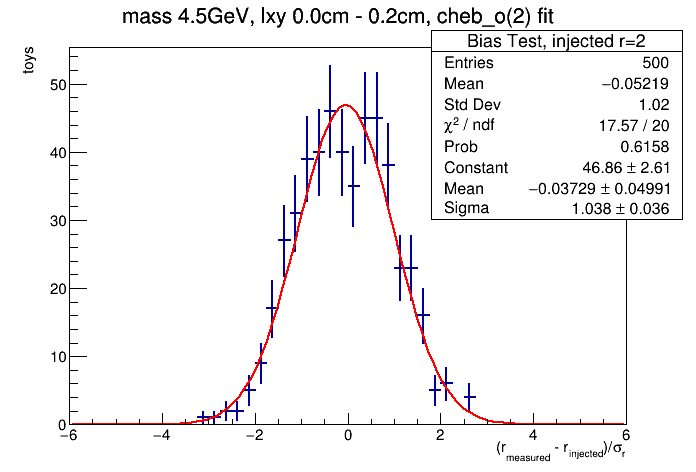 mass 4.5GeV, lxy 0.0cm - 0.2cm, cheb_o(2) fit
Bias Test, injected r=2
Entries 500
Mean −0.05219
Std Dev 1.02
χ² / ndf 17.57 / 20
Prob 0.6158
Constant 46.86 ± 2.61
Mean −0.03729 ± 0.04991
Sigma 1.038 ± 0.036
toys
50
40
30
20
10
0
−6 −4 −2 0 2 4 6
(r_measured - r_injected)/σ_r